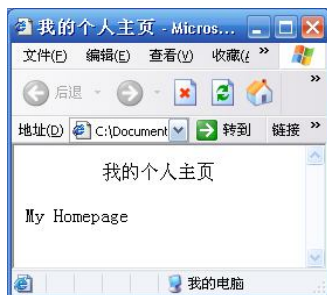 我的个人主页 - Micros...
文件(F) 编辑(E) 查看(V) 收藏(A »
后退 »
地址(D) C:\Document 转到 链接 »
我的个人主页
My Homepage
我的电脑